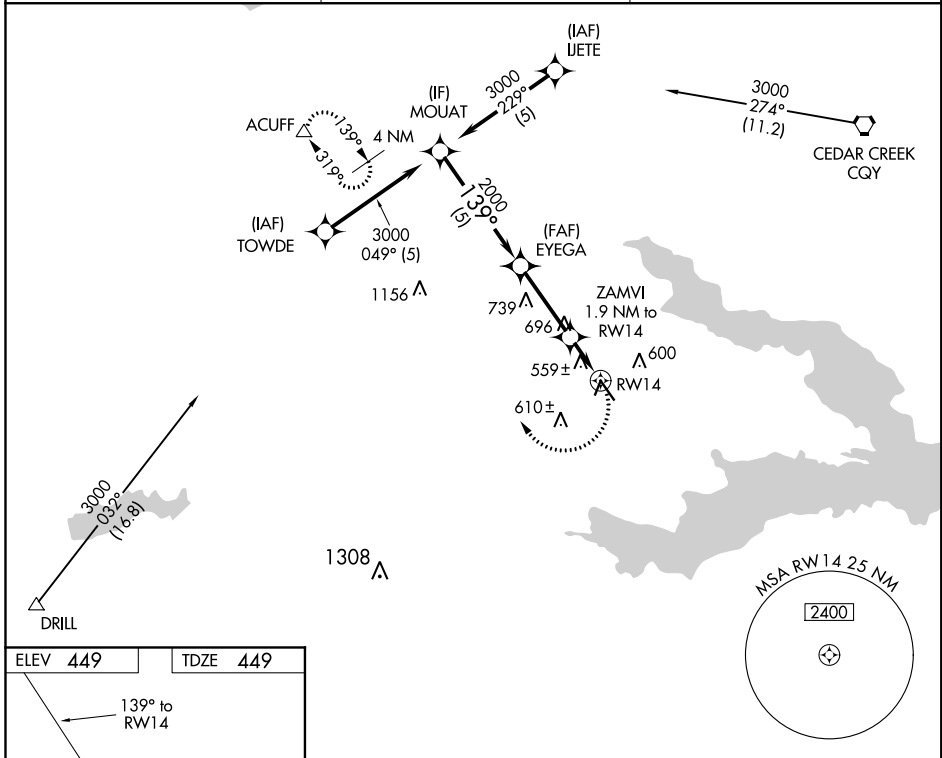 (IAF)
IJETE
3000
229°
(5)
(IF)
MOUAT
3000
274°
(11.2)
CEDAR CREEK
CQY
ACUFF
139°
319°
4 NM
(IAF)
TOWDE
3000
049° (5)
2000
139°
(5)
(FAF)
EYEGA
1156
739
ZAMVI
1.9 NM to
RW14
696
559±
600
RW14
610±
3000
032°
(16.8)
DRILL
1308
MSA RW14 25 NM
2400
ELEV 449
TDZE 449
139° to
RW14